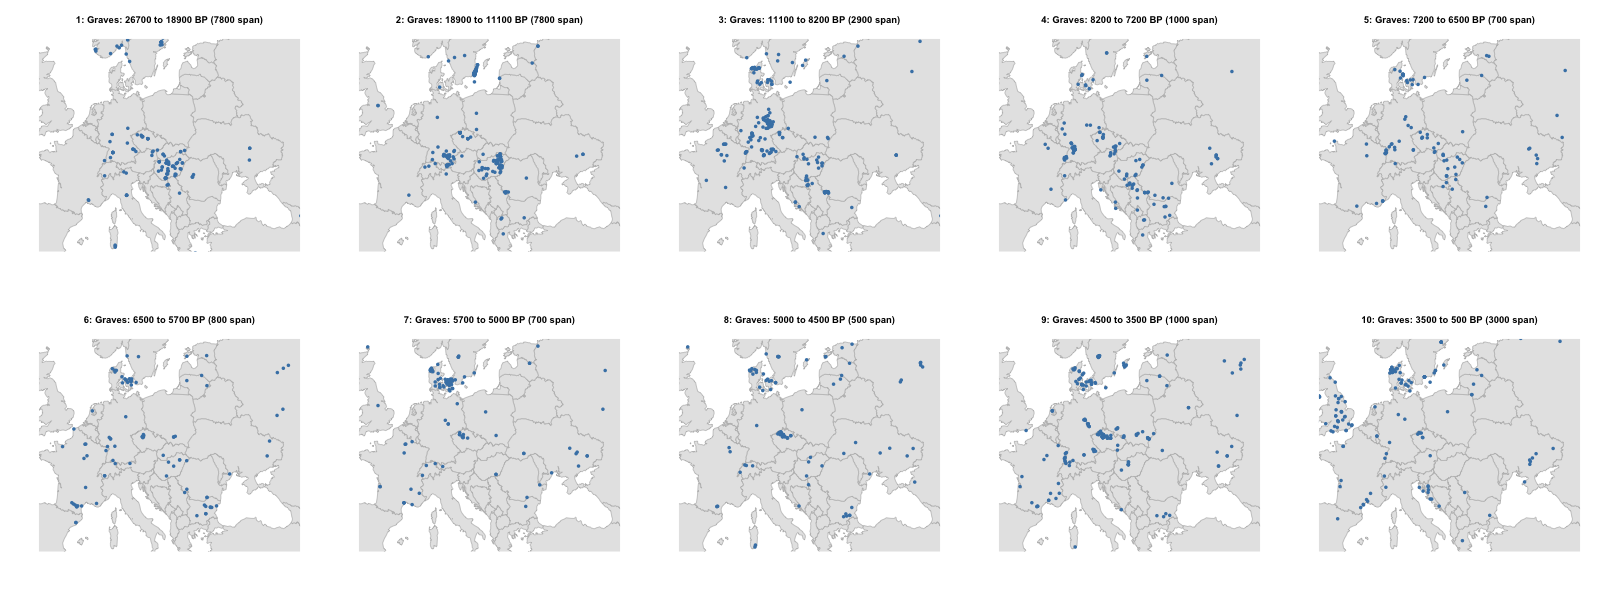 1: Graves: 26700 to 18900 BP (7800 span)
2: Graves: 18900 to 11100 BP (7800 span)
3: Graves: 11100 to 8200 BP (2900 span)
4: Graves: 8200 to 7200 BP (1000 span)
5: Graves: 7200 to 6500 BP (700 span)
6: Graves: 6500 to 5700 BP (800 span)
7: Graves: 5700 to 5000 BP (700 span)
8: Graves: 5000 to 4500 BP (500 span)
9: Graves: 4500 to 3500 BP (1000 span)
10: Graves: 3500 to 500 BP (3000 span)